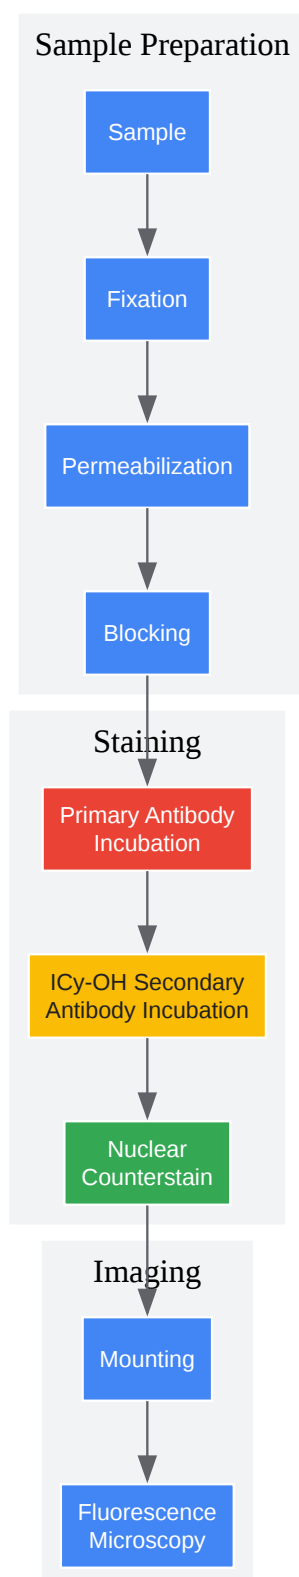 Sample Preparation
Sample
Fixation
Permeabilization
Blocking
Staining
Primary Antibody
Incubation
ICy-OH Secondary
Antibody Incubation
Nuclear
Counterstain
Imaging
Mounting
Fluorescence
Microscopy